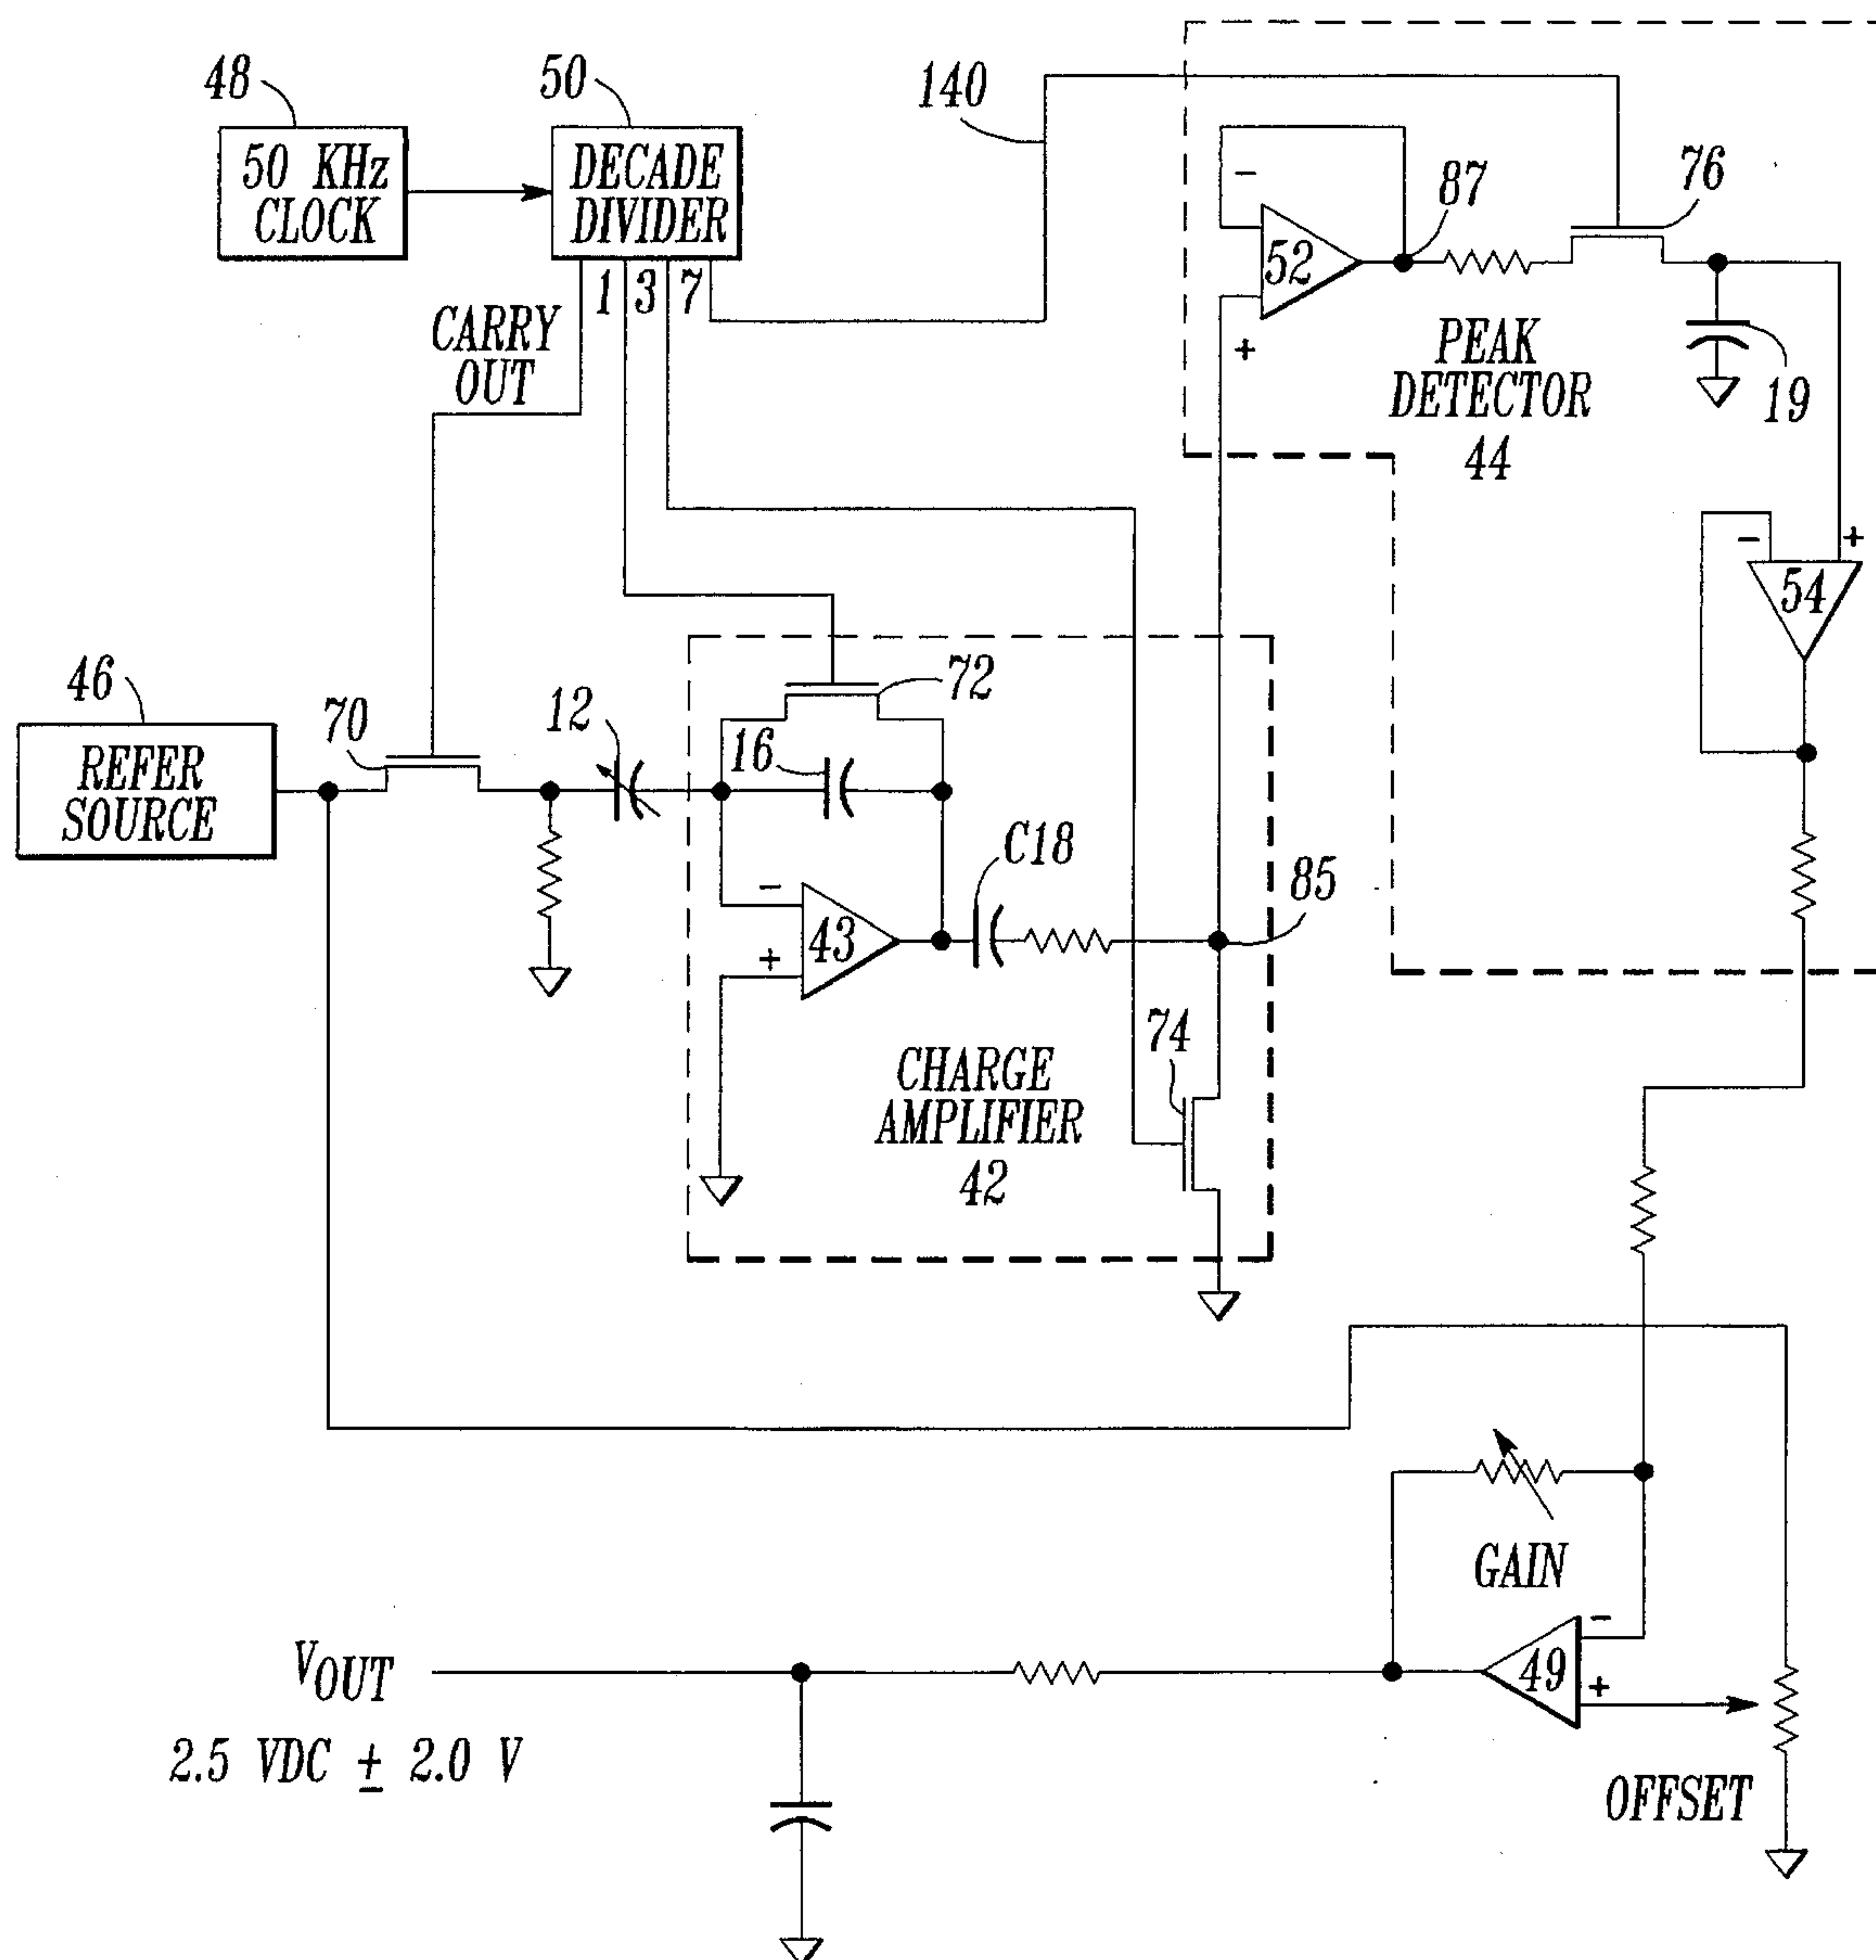 48
50
140
50 KHz
CLOCK
DECADE
DIVIDER
1 3 7
CARRY
OUT
-
52
+
87
76
PEAK
DETECTOR
44
19
- +
54
46
REFER
SOURCE
70
12
72
16
C18
85
-
43
+
74
CHARGE
AMPLIFIER
42
GAIN
-
49
+
OFFSET
VOUT
2.5 VDC ± 2.0 V